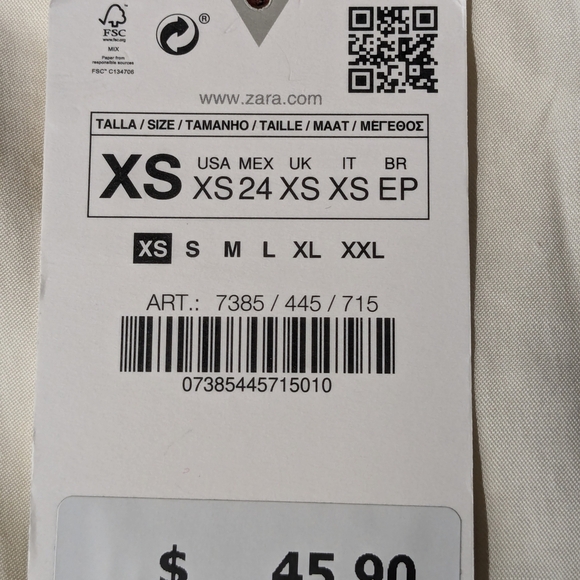 FSC
www.fsc.org
MIX
Paper from
responsible sources
FSC™ C134706
®
www.zara.com
TALLA / SIZE / TAMANHO / TAILLE / MAAT / ΜΕΓΕΘΟΣ
XS
USA MEX UK IT BR
XS 24 XS XS EP
XS S M L XL XXL
ART.: 7385 / 445 / 715
07385445715010
$ 45.90